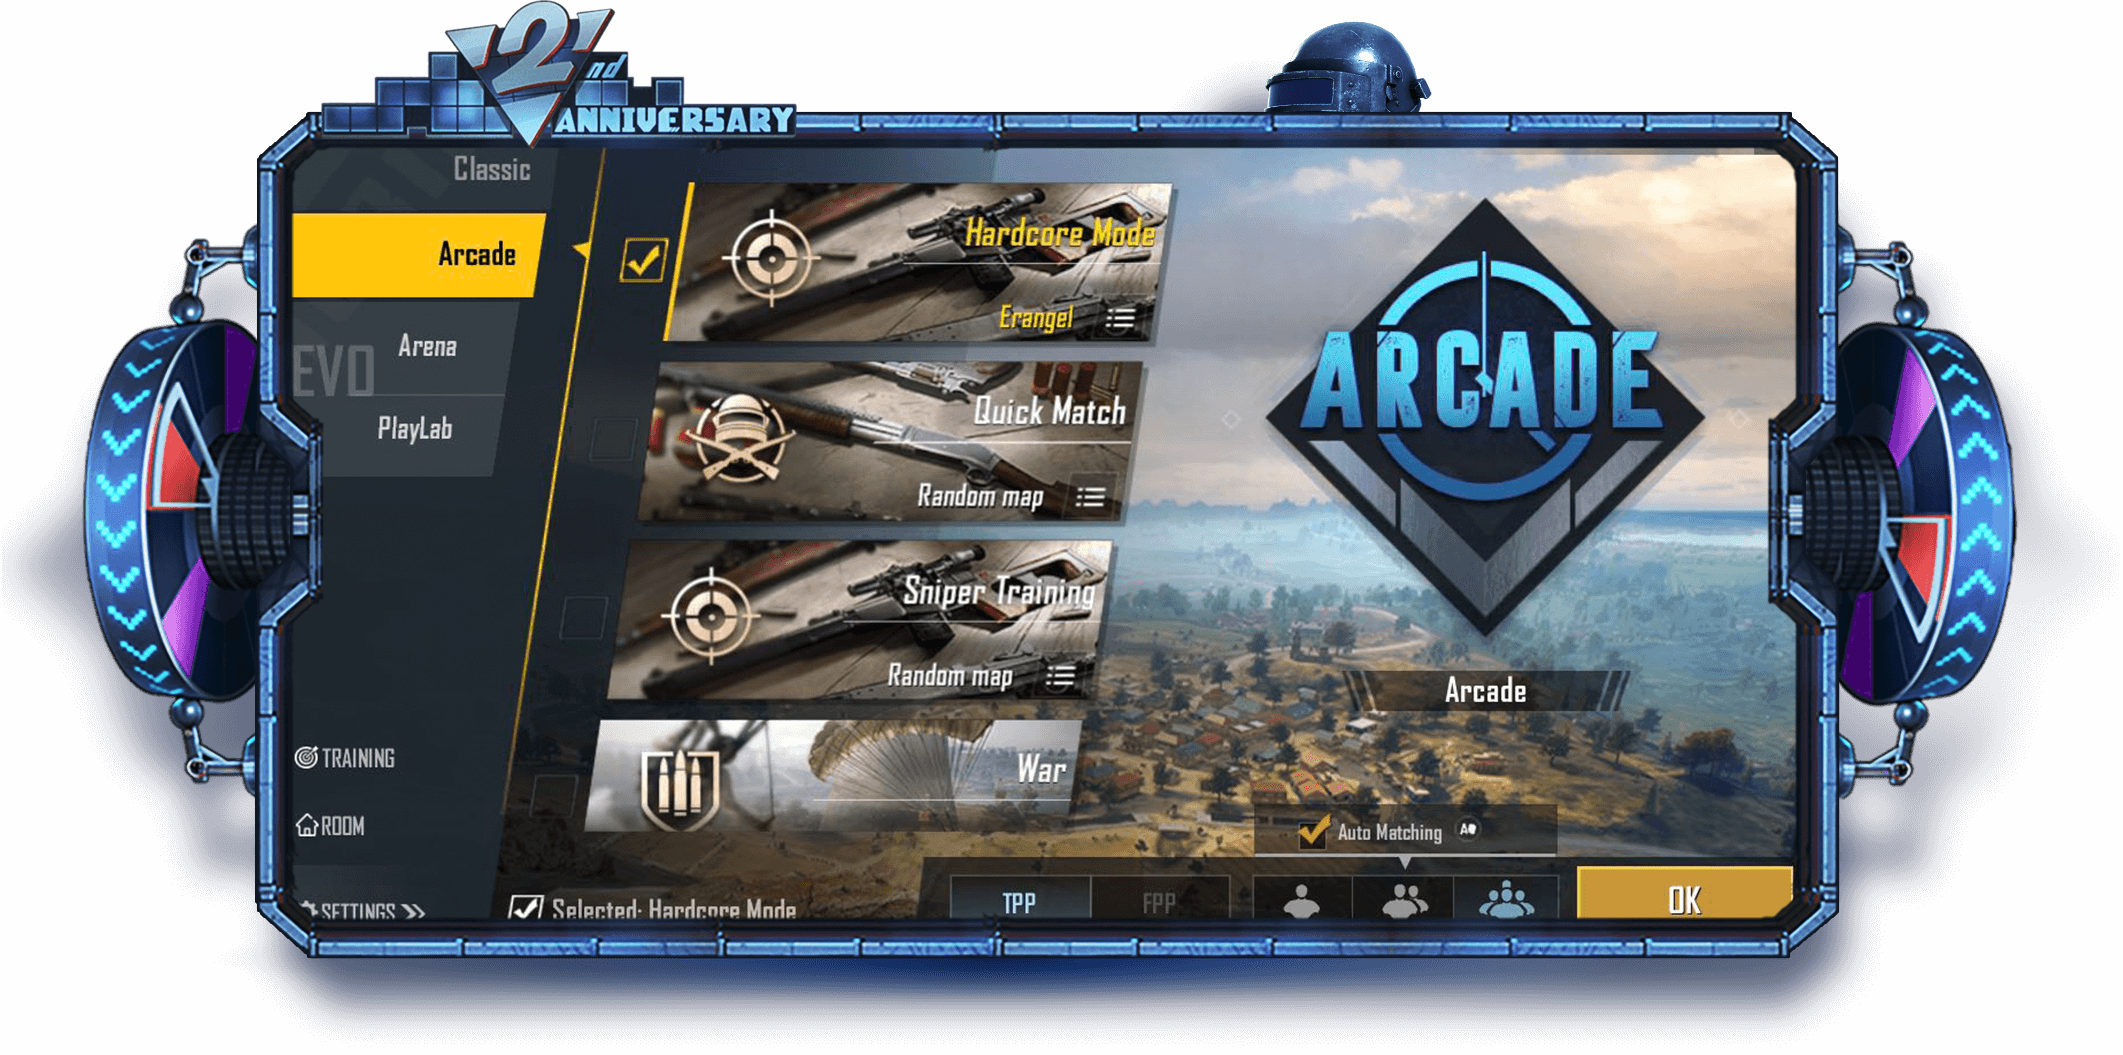 2nd
ANNIVERSARY
Classic
Arcade
Arena
EVO
PlayLab
TRAINING
ROOM
SETTINGS
Hardcore Mode
Erangel
Quick Match
Random map
Sniper Training
Random map
War
Selected: Hardcore Mode
ARCADE
Arcade
Auto Matching
TPP
FPP
OK